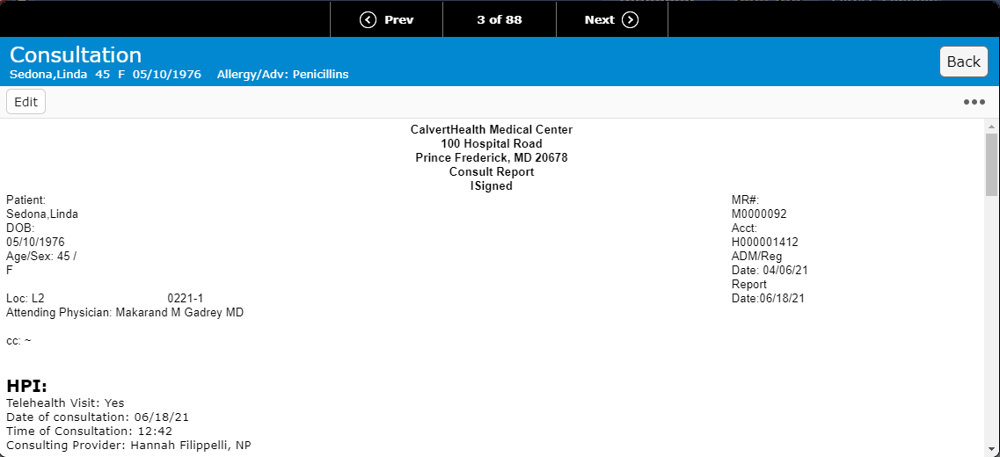 Prev
3 of 88
Next
Consultation
Sedona,Linda 45 F 05/10/1976 Allergy/Adv: Penicillins
Back
Edit
CalvertHealth Medical Center
100 Hospital Road
Prince Frederick, MD 20678
Consult Report
ISigned
Patient:
Sedona,Linda
DOB:
05/10/1976
Age/Sex: 45 /
F
Loc: L2 0221-1
Attending Physician: Makarand M Gadrey MD
cc: ~
MR#:
M0000092
Acct:
H000001412
ADM/Reg
Date: 04/06/21
Report
Date:06/18/21
HPI:
Telehealth Visit: Yes
Date of consultation: 06/18/21
Time of Consultation: 12:42
Consulting Provider: Hannah Filippelli, NP